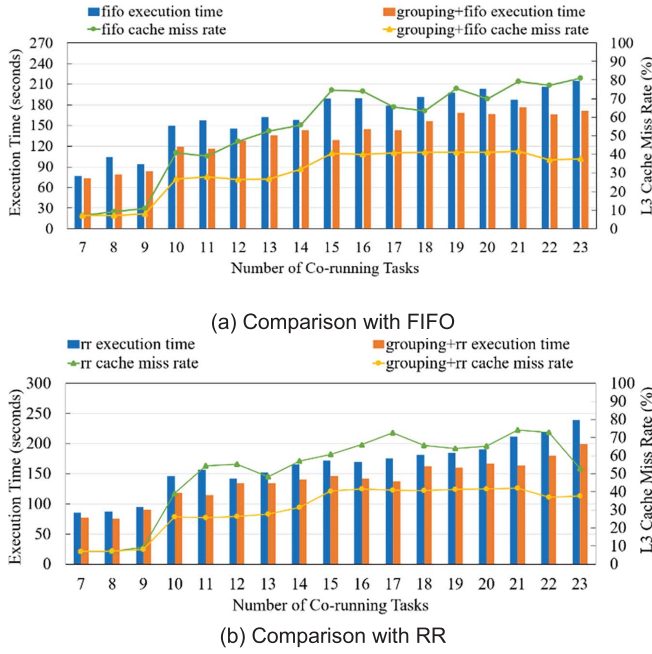 fifo execution time grouping+fifo execution time
fifo cache miss rate grouping+fifo cache miss rate
Execution Time (seconds)
270
240
210
180
150
120
90
60
30
0
100
90
80
70
60
50
40
30
20
10
0
L3 Cache Miss Rate (%)
7 8 9 10 11 12 13 14 15 16 17 18 19 20 21 22 23
Number of Co-running Tasks
(a) Comparison with FIFO
rr execution time grouping+rr execution time
rr cache miss rate grouping+rr cache miss rate
Execution Time (seconds)
300
250
200
150
100
50
0
100
90
80
70
60
50
40
30
20
10
0
L3 Cache Miss Rate (%)
7 8 9 10 11 12 13 14 15 16 17 18 19 20 21 22 23
Number of Co-running Tasks
(b) Comparison with RR